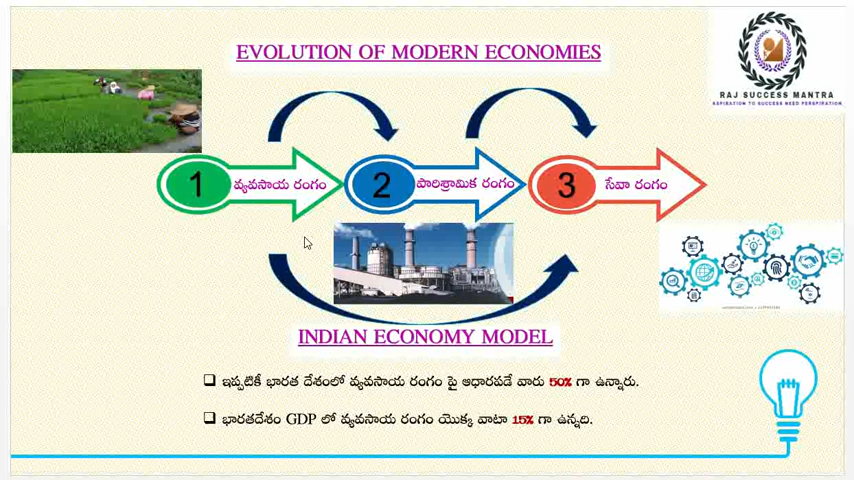 EVOLUTION OF MODERN ECONOMIES
RAJ SUCCESS MANTRA
ASPIRATION TO SUCCESS NEED PERSPIRATION
1 వ్యవసాయ రంగం
2 పారిశ్రామిక రంగం
3 సేవా రంగం
INDIAN ECONOMY MODEL
❑ ఇప్పటికీ భారత దేశంలో వ్యవసాయ రంగం పై ఆధారపడే వారు 50% గా ఉన్నారు.
❑ భారతదేశం GDP లో వ్యవసాయ రంగం యొక్క వాటా 15% గా ఉన్నది.